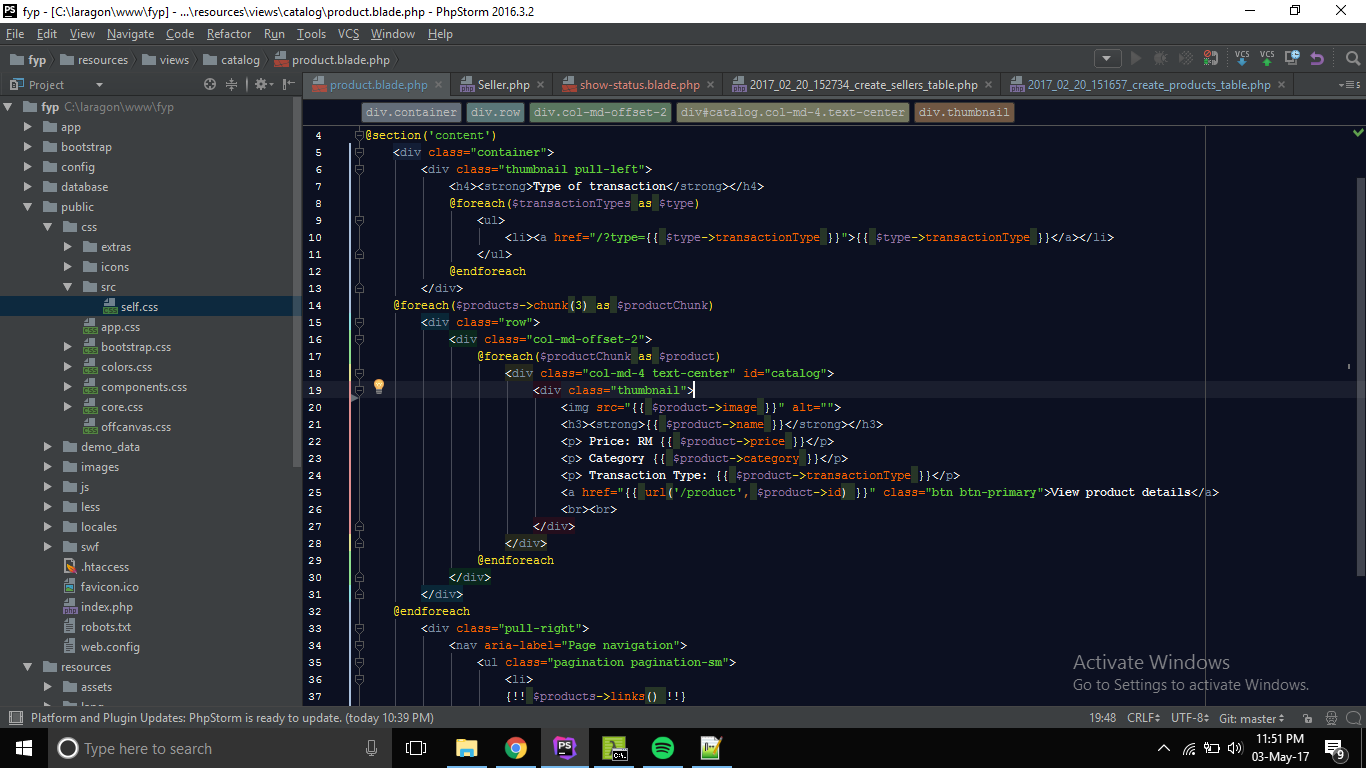 fyp - [C:\laragon\www\fyp] - ...\resources\views\catalog\product.blade.php - PhpStorm 2016.3.2
File Edit View Navigate Code Refactor Run Tools VCS Window Help
fyp resources views catalog product.blade.php
Project
product.blade.php Seller.php show-status.blade.php 2017_02_20_152734_create_sellers_table.php 2017_02_20_151657_create_products_table.php
div.container div.row div.col-md-offset-2 div#catalog.col-md-4.text-center div.thumbnail
fyp C:\laragon\www\fyp
app
bootstrap
config
database
public
css
extras
icons
src
self.css
app.css
bootstrap.css
colors.css
components.css
core.css
offcanvas.css
demo_data
images
js
less
locales
swf
.htaccess
favicon.ico
index.php
robots.txt
web.config
resources
assets
lang
4 @section('content')
5 <div class="container">
6 <div class="thumbnail pull-left">
7 <h4><strong>Type of transaction</strong></h4>
8 @foreach($transactionTypes as $type)
9 <ul>
10 <li><a href="/?type={{ $type->transactionType }}">{{ $type->transactionType }}</a></li>
11 </ul>
12 @endforeach
13 </div>
14 @foreach($products->chunk(3) as $productChunk)
15 <div class="row">
16 <div class="col-md-offset-2">
17 @foreach($productChunk as $product)
18 <div class="col-md-4 text-center" id="catalog">
19 <div class="thumbnail">
20 <img src="{{ $product->image }}" alt="">
21 <h3><strong>{{ $product->name }}</strong></h3>
22 <p> Price: RM {{ $product->price }}</p>
23 <p> Category {{ $product->category }}</p>
24 <p> Transaction Type: {{ $product->transactionType }}</p>
25 <a href="{{ url('/product', $product->id) }}" class="btn btn-primary">View product details</a>
26 <br><br>
27 </div>
28 </div>
29 @endforeach
30 </div>
31 </div>
32 @endforeach
33 <div class="pull-right">
34 <nav aria-label="Page navigation">
35 <ul class="pagination pagination-sm">
36 <li>
37 {!! $products->links() !!}
Activate Windows
Go to Settings to activate Windows.
Platform and Plugin Updates: PhpStorm is ready to update. (today 10:39 PM) 19:48 CRLF UTF-8 Git: master
Type here to search
11:51 PM
03-May-17
9